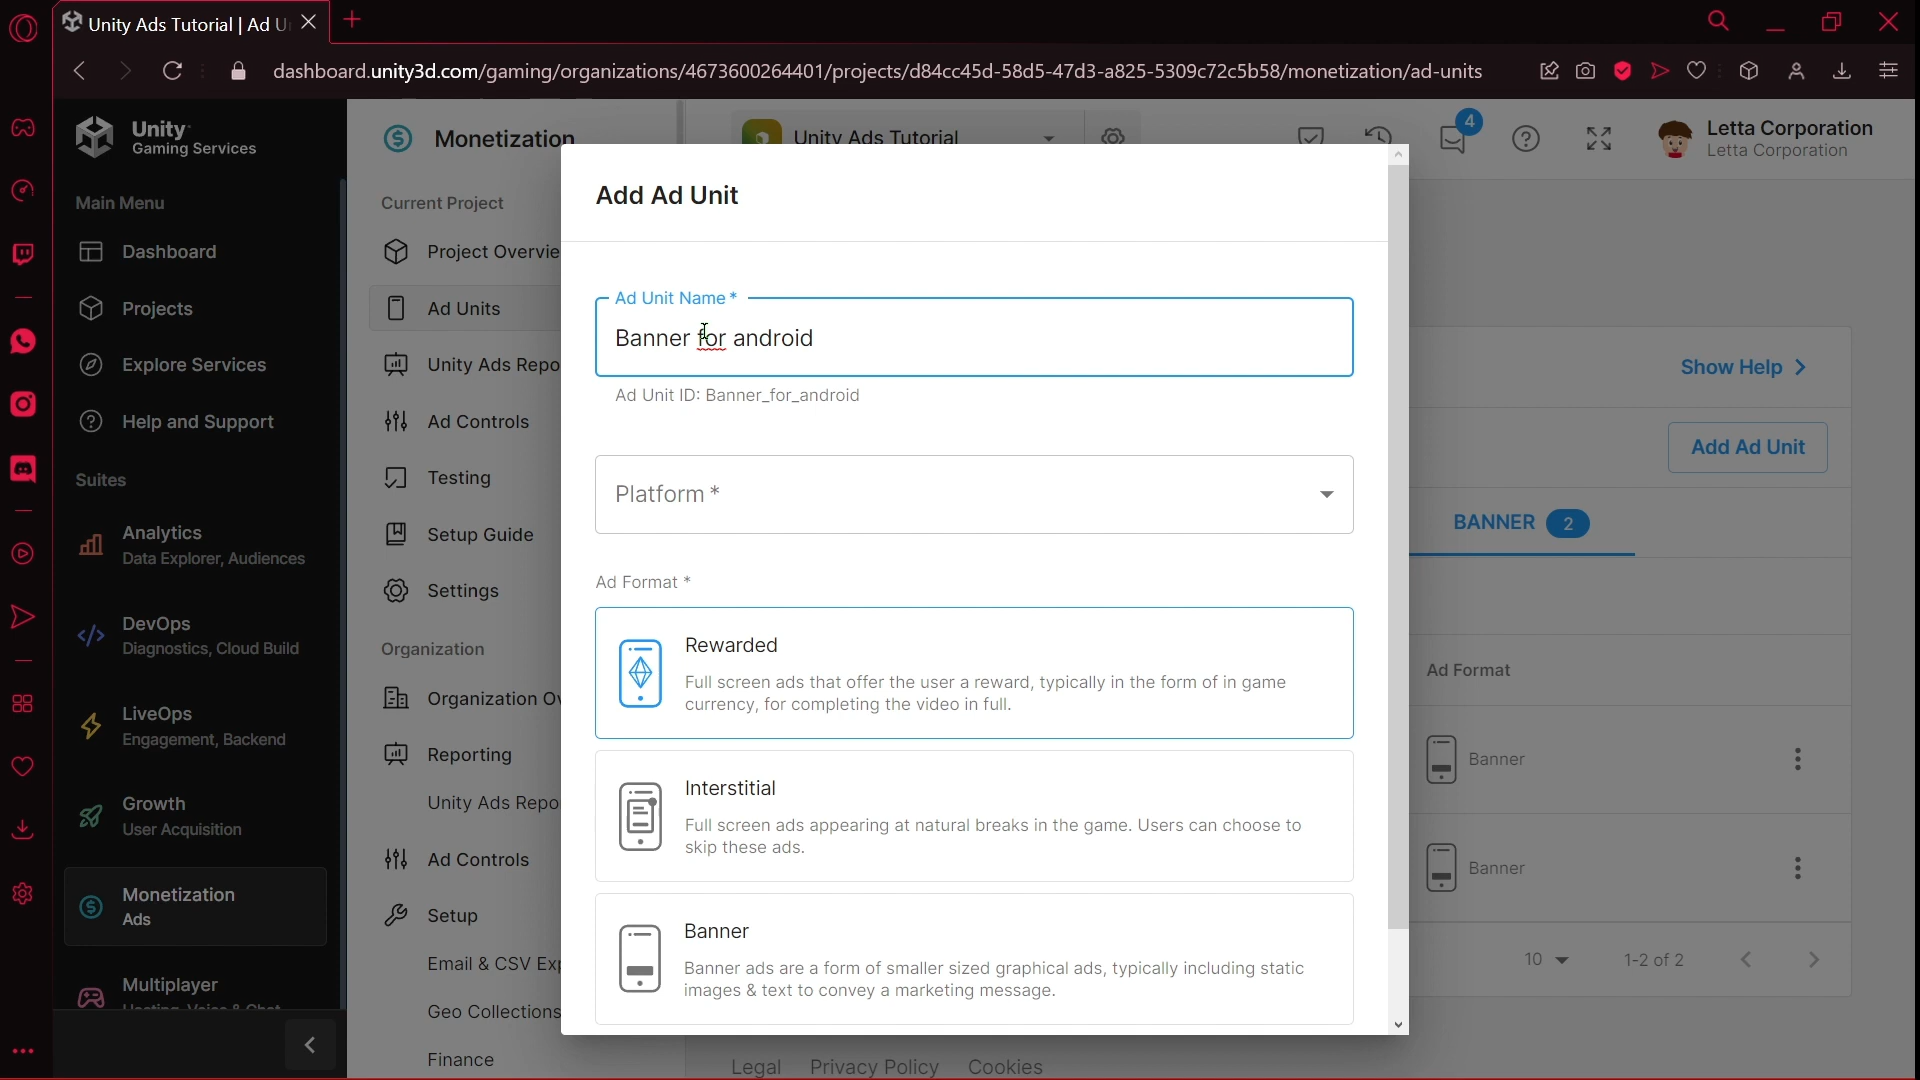 Unity Ads Tutorial | Ad U
dashboard.unity3d.com/gaming/organizations/4673600264401/projects/d84cc45d-58d5-47d3-a825-5309c72c5b58/monetization/ad-units
Unity
Gaming Services
Main Menu
Dashboard
Projects
Explore Services
Help and Support
Suites
Analytics
Data Explorer, Audiences
DevOps
Diagnostics, Cloud Build
LiveOps
Engagement, Backend
Growth
User Acquisition
Monetization
Ads
Multiplayer
Hosting, Voice & Chat
Monetization
Current Project
Project Overvie
Ad Units
Unity Ads Repo
Ad Controls
Testing
Setup Guide
Settings
Organization
Organization Ov
Reporting
Unity Ads Repo
Ad Controls
Setup
Email & CSV Exp
Geo Collections
Finance
Unity Ads Tutorial
4
Letta Corporation
Letta Corporation
Add Ad Unit
Ad Unit Name *
Banner for android
Ad Unit ID: Banner_for_android
Platform *
Ad Format *
Rewarded
Full screen ads that offer the user a reward, typically in the form of in game
currency, for completing the video in full.
Interstitial
Full screen ads appearing at natural breaks in the game. Users can choose to
skip these ads.
Banner
Banner ads are a form of smaller sized graphical ads, typically including static
images & text to convey a marketing message.
Show Help
Add Ad Unit
BANNER 2
Ad Format
Banner
Banner
10
1-2 of 2
Legal Privacy Policy Cookies